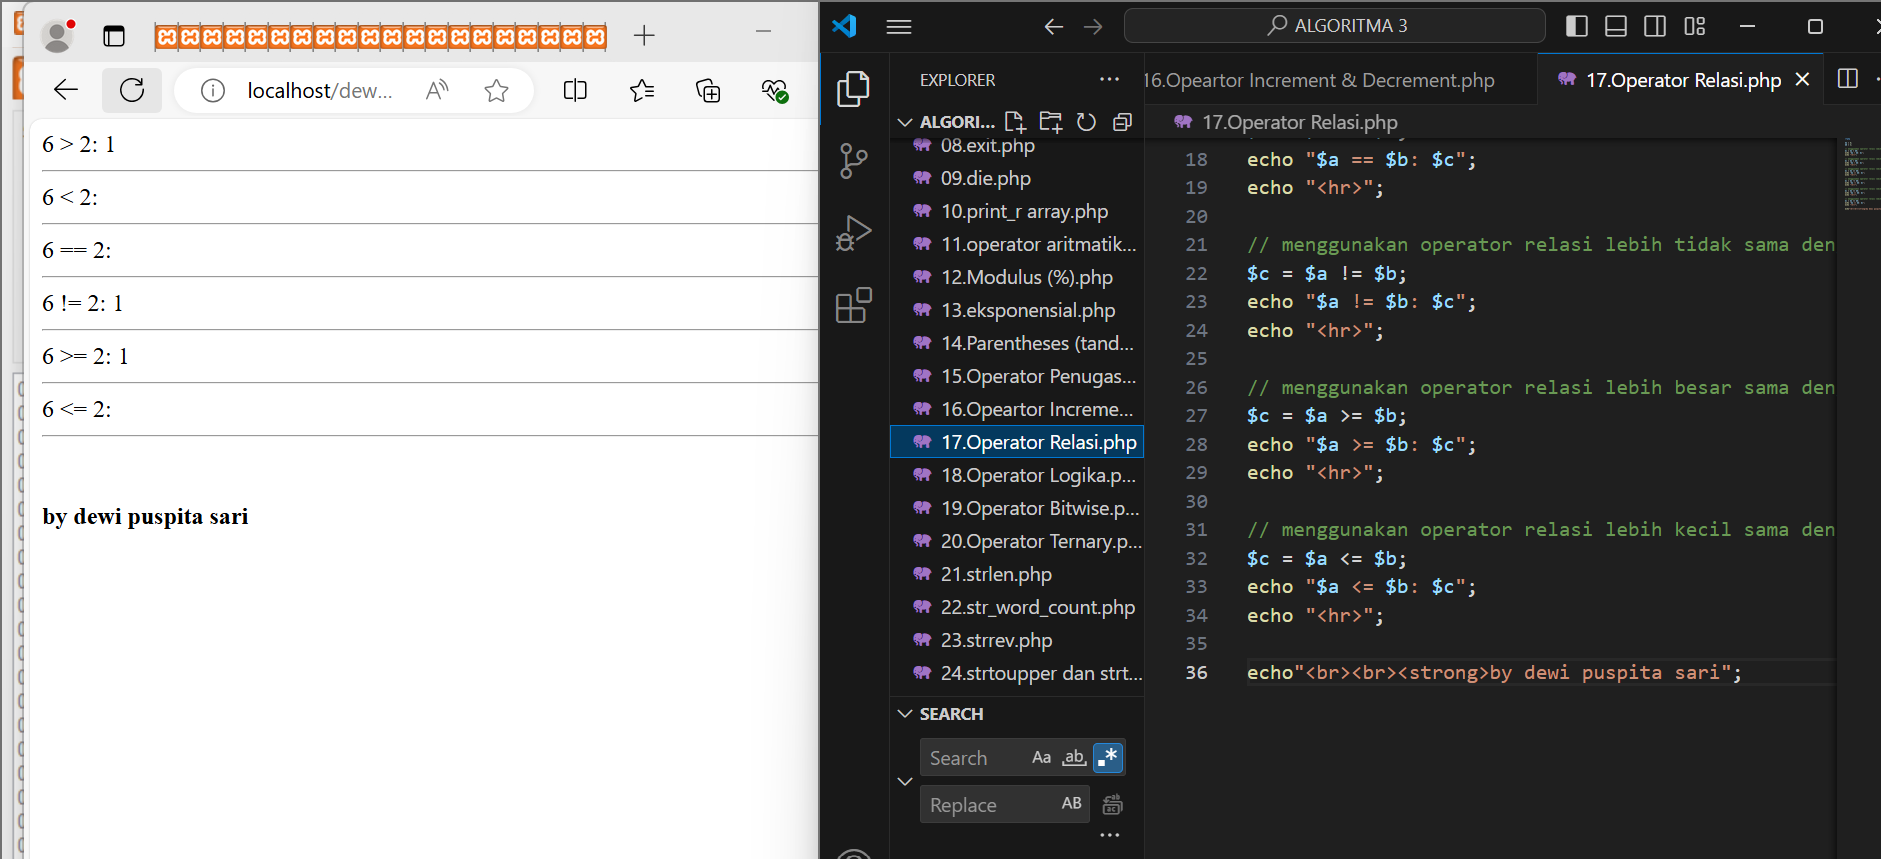 localhost/dew...
6 > 2: 1
6 < 2:
6 == 2:
6 != 2: 1
6 >= 2: 1
6 <= 2:
by dewi puspita sari
ALGORITMA 3
EXPLORER
ALGORI...
08.exit.php
09.die.php
10.print_r array.php
11.operator aritmatik...
12.Modulus (%).php
13.eksponensial.php
14.Parentheses (tand...
15.Operator Penugas...
16.Opeartor Increme...
17.Operator Relasi.php
18.Operator Logika.p...
19.Operator Bitwise.p...
20.Operator Ternary.p...
21.strlen.php
22.str_word_count.php
23.strrev.php
24.strtoupper dan strt...
SEARCH
Search Aa ab
Replace AB
16.Opeartor Increment & Decrement.php
17.Operator Relasi.php
17.Operator Relasi.php
18 echo "$a == $b: $c";
19 echo "<hr>";
20
21 // menggunakan operator relasi lebih tidak sama den
22 $c = $a != $b;
23 echo "$a != $b: $c";
24 echo "<hr>";
25
26 // menggunakan operator relasi lebih besar sama den
27 $c = $a >= $b;
28 echo "$a >= $b: $c";
29 echo "<hr>";
30
31 // menggunakan operator relasi lebih kecil sama den
32 $c = $a <= $b;
33 echo "$a <= $b: $c";
34 echo "<hr>";
35
36 echo"<br><br><strong>by dewi puspita sari";